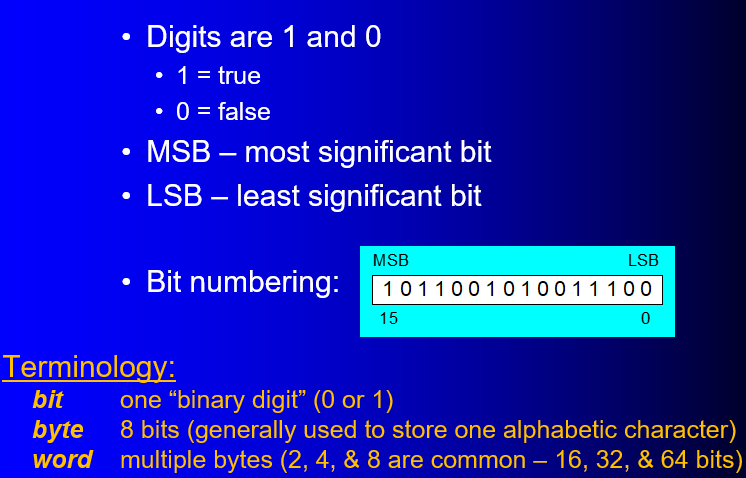 • Digits are 1 and 0
• 1 = true
• 0 = false
• MSB – most significant bit
• LSB – least significant bit
MSB LSB
• Bit numbering: 1 0 1 1 0 0 1 0 1 0 0 1 1 1 0 0
15 0
Terminology:
bit one “binary digit” (0 or 1)
byte 8 bits (generally used to store one alphabetic character)
word multiple bytes (2, 4, & 8 are common – 16, 32, & 64 bits)